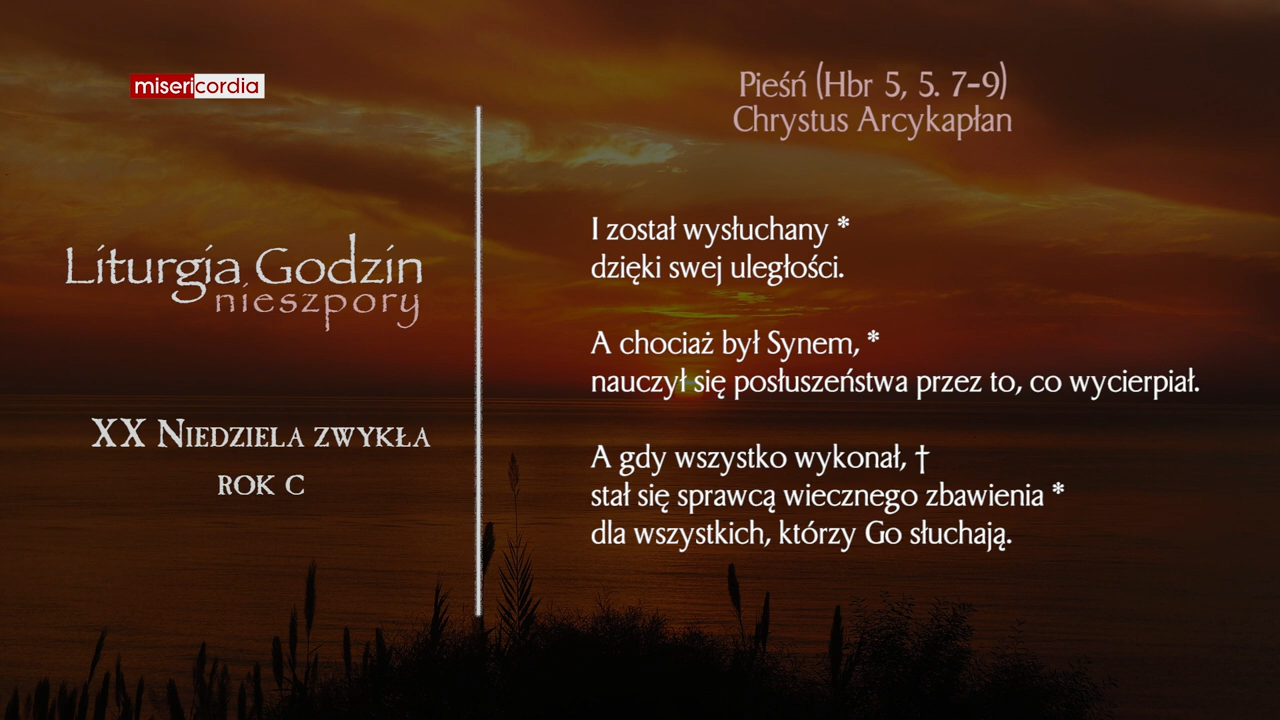 misericordia
Liturgia Godzin
nieszpory
XX Niedziela zwykła
rok C
Pieśń (Hbr 5, 5. 7-9)
Chrystus Arcykapłan
I został wysłuchany *
dzięki swej uległości.
A chociaż był Synem, *
nauczył się posłuszeństwa przez to, co wycierpiał.
A gdy wszystko wykonał, †
stał się sprawcą wiecznego zbawienia *
dla wszystkich, którzy Go słuchają.